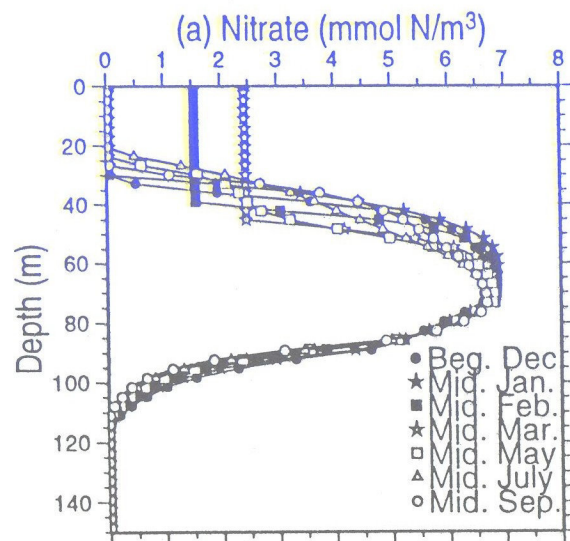 (a) Nitrate (mmol N/m³)
0 1 2 3 4 5 6 7 8
0
20
40
60
80
100
120
140
Depth (m)
Beg. Dec
Mid. Jan.
Mid. Feb.
Mid. Mar.
Mid. May
Mid. July
Mid. Sep.